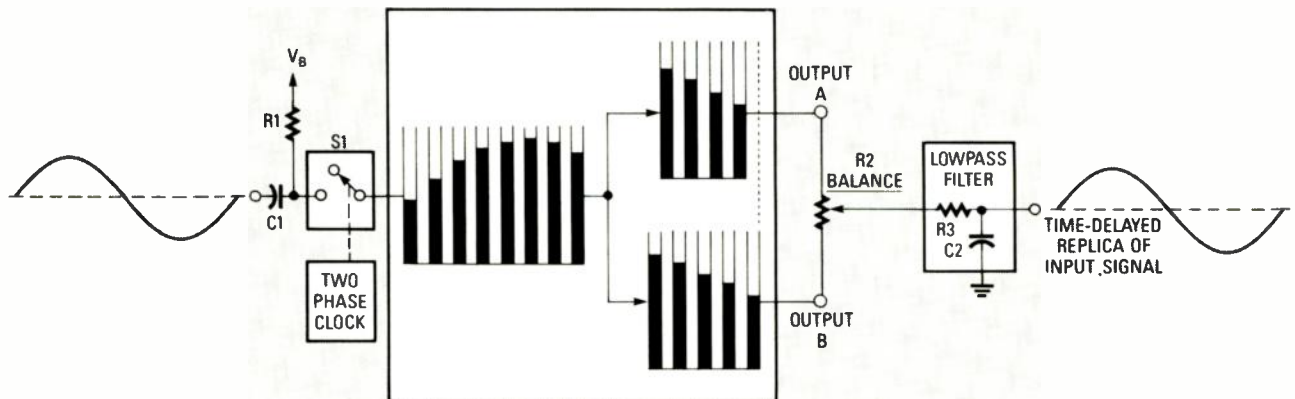 VB
R1
S1
C1
TWO
PHASE
CLOCK
OUTPUT
A
R2
BALANCE
OUTPUT
B
LOWPASS
FILTER
R3
C2
TIME-DELAYED
REPLICA OF
INPUT SIGNAL